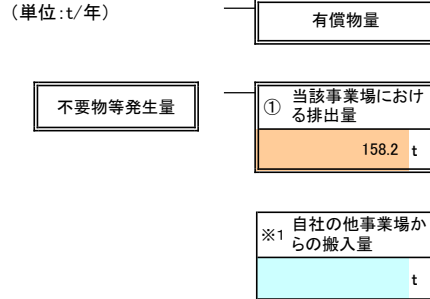 （単位:t/年）
有償物量
不要物等発生量
① 当該事業場におけ
る排出量
158.2 t
※1 自社の他事業場か
らの搬入量
t